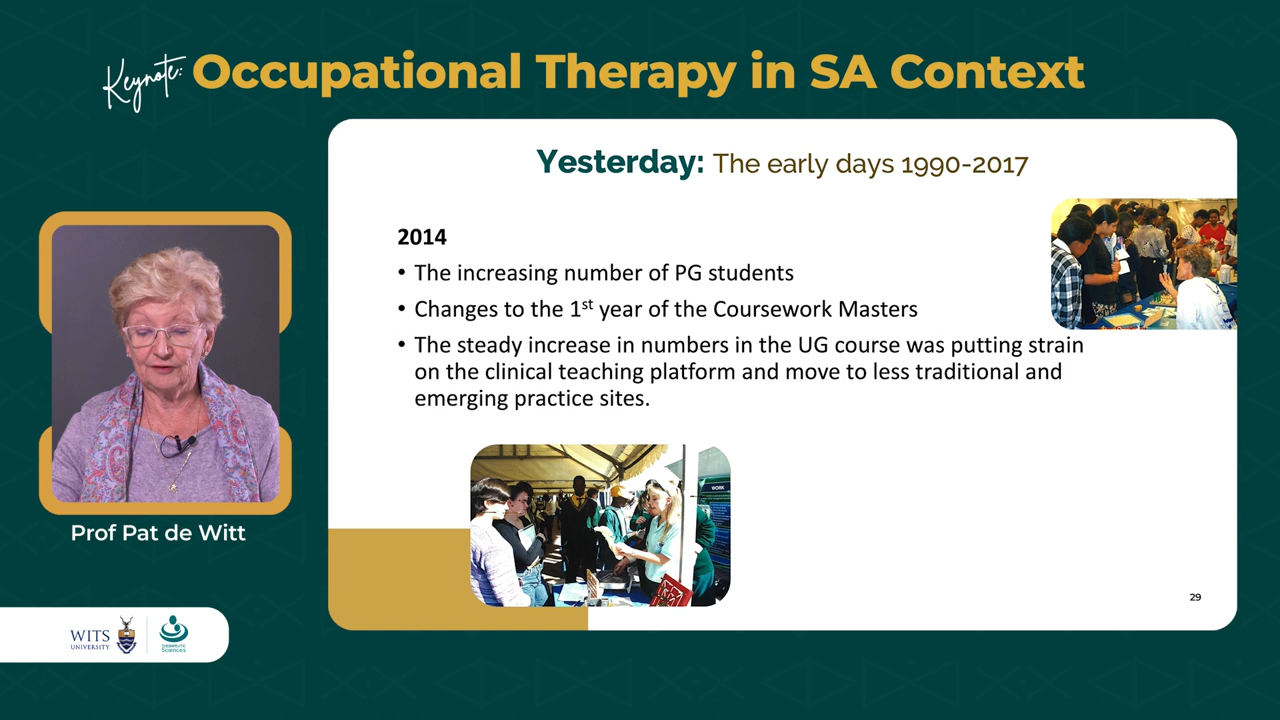 Keynote: Occupational Therapy in SA Context
Yesterday: The early days 1990-2017
2014
• The increasing number of PG students
• Changes to the 1st year of the Coursework Masters
• The steady increase in numbers in the UG course was putting strain
on the clinical teaching platform and move to less traditional and
emerging practice sites.
WORK
29
Prof Pat de Witt
WITS
UNIVERSITY
THERAPEUTIC
Sciences